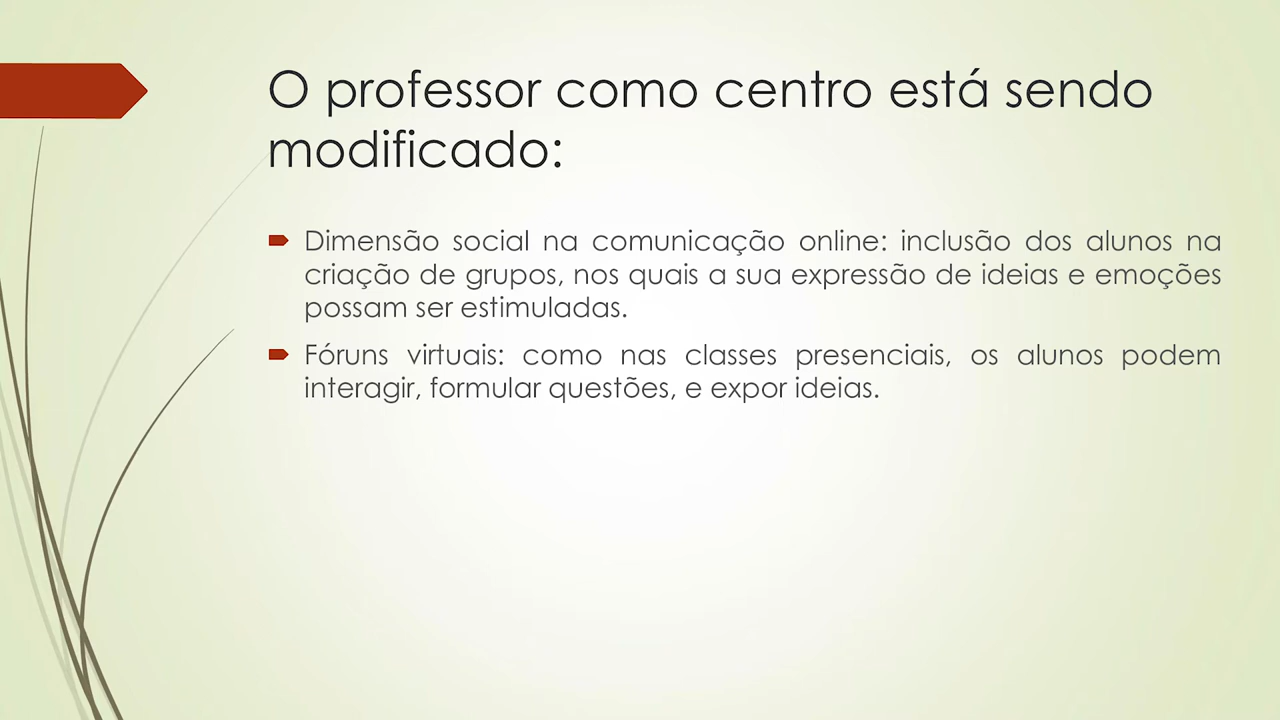 O professor como centro está sendo
modificado:
Dimensão social na comunicação online: inclusão dos alunos na
criação de grupos, nos quais a sua expressão de ideias e emoções
possam ser estimuladas.
Fóruns virtuais: como nas classes presenciais, os alunos podem
interagir, formular questões, e expor ideias.